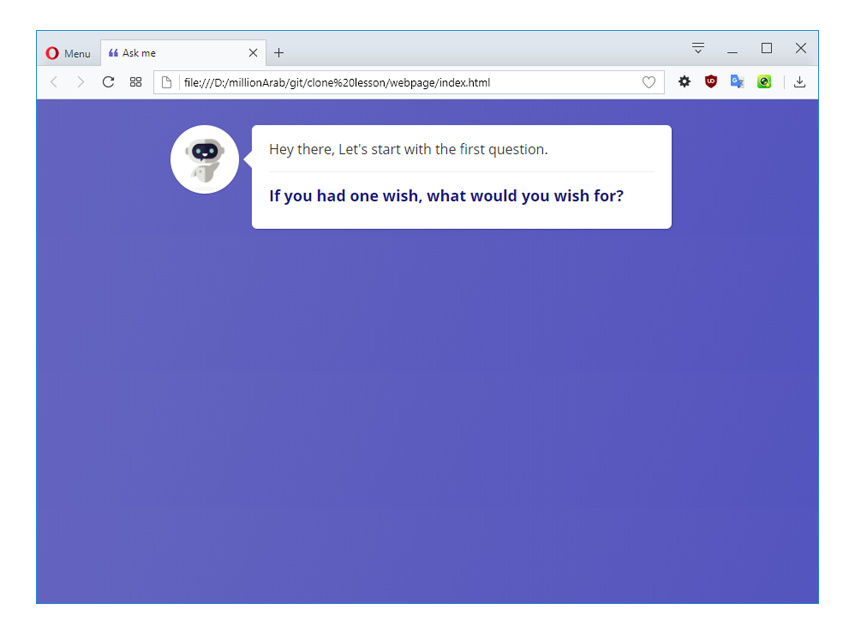 Menu
Ask me
file:///D:/millionArab/git/clone%20lesson/webpage/index.html
Hey there, Let's start with the first question.
If you had one wish, what would you wish for?